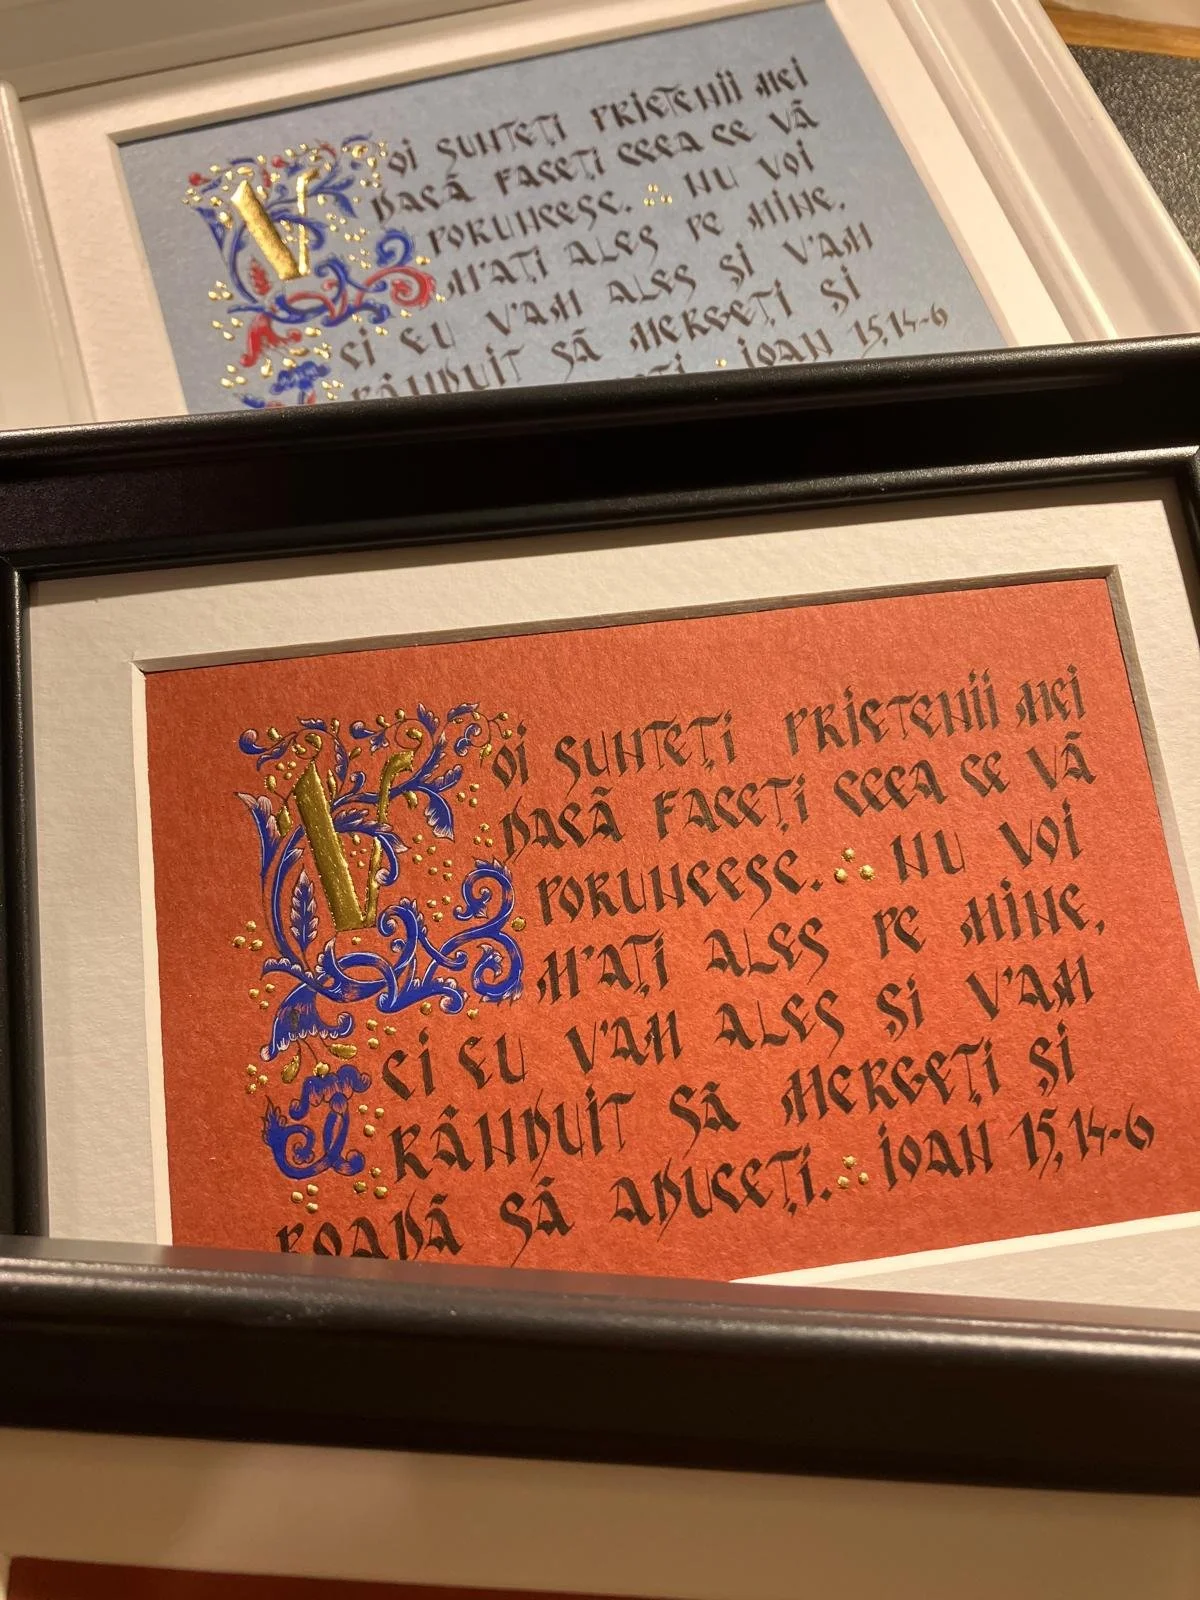 VOI SUNTEȚI PRIETENII MEI
DACĂ FACEȚI CEEA CE VĂ
PORUNCESC. NU VOI
M'AȚI ALES PE MINE,
CI EU V'AM ALES ȘI V'AM
RÂNDUIT SĂ MERGEȚI ȘI
IOAN 15,14-6
VOI SUNTEȚI PRIETENII MEI
DACĂ FACEȚI CEEA CE VĂ
PORUNCESC. NU VOI
M'AȚI ALES PE MINE,
CI EU V'AM ALES ȘI V'AM
RÂNDUIT SĂ MERGEȚI ȘI
ROADĂ SĂ ADUCEȚI. IOAN 15,14-6